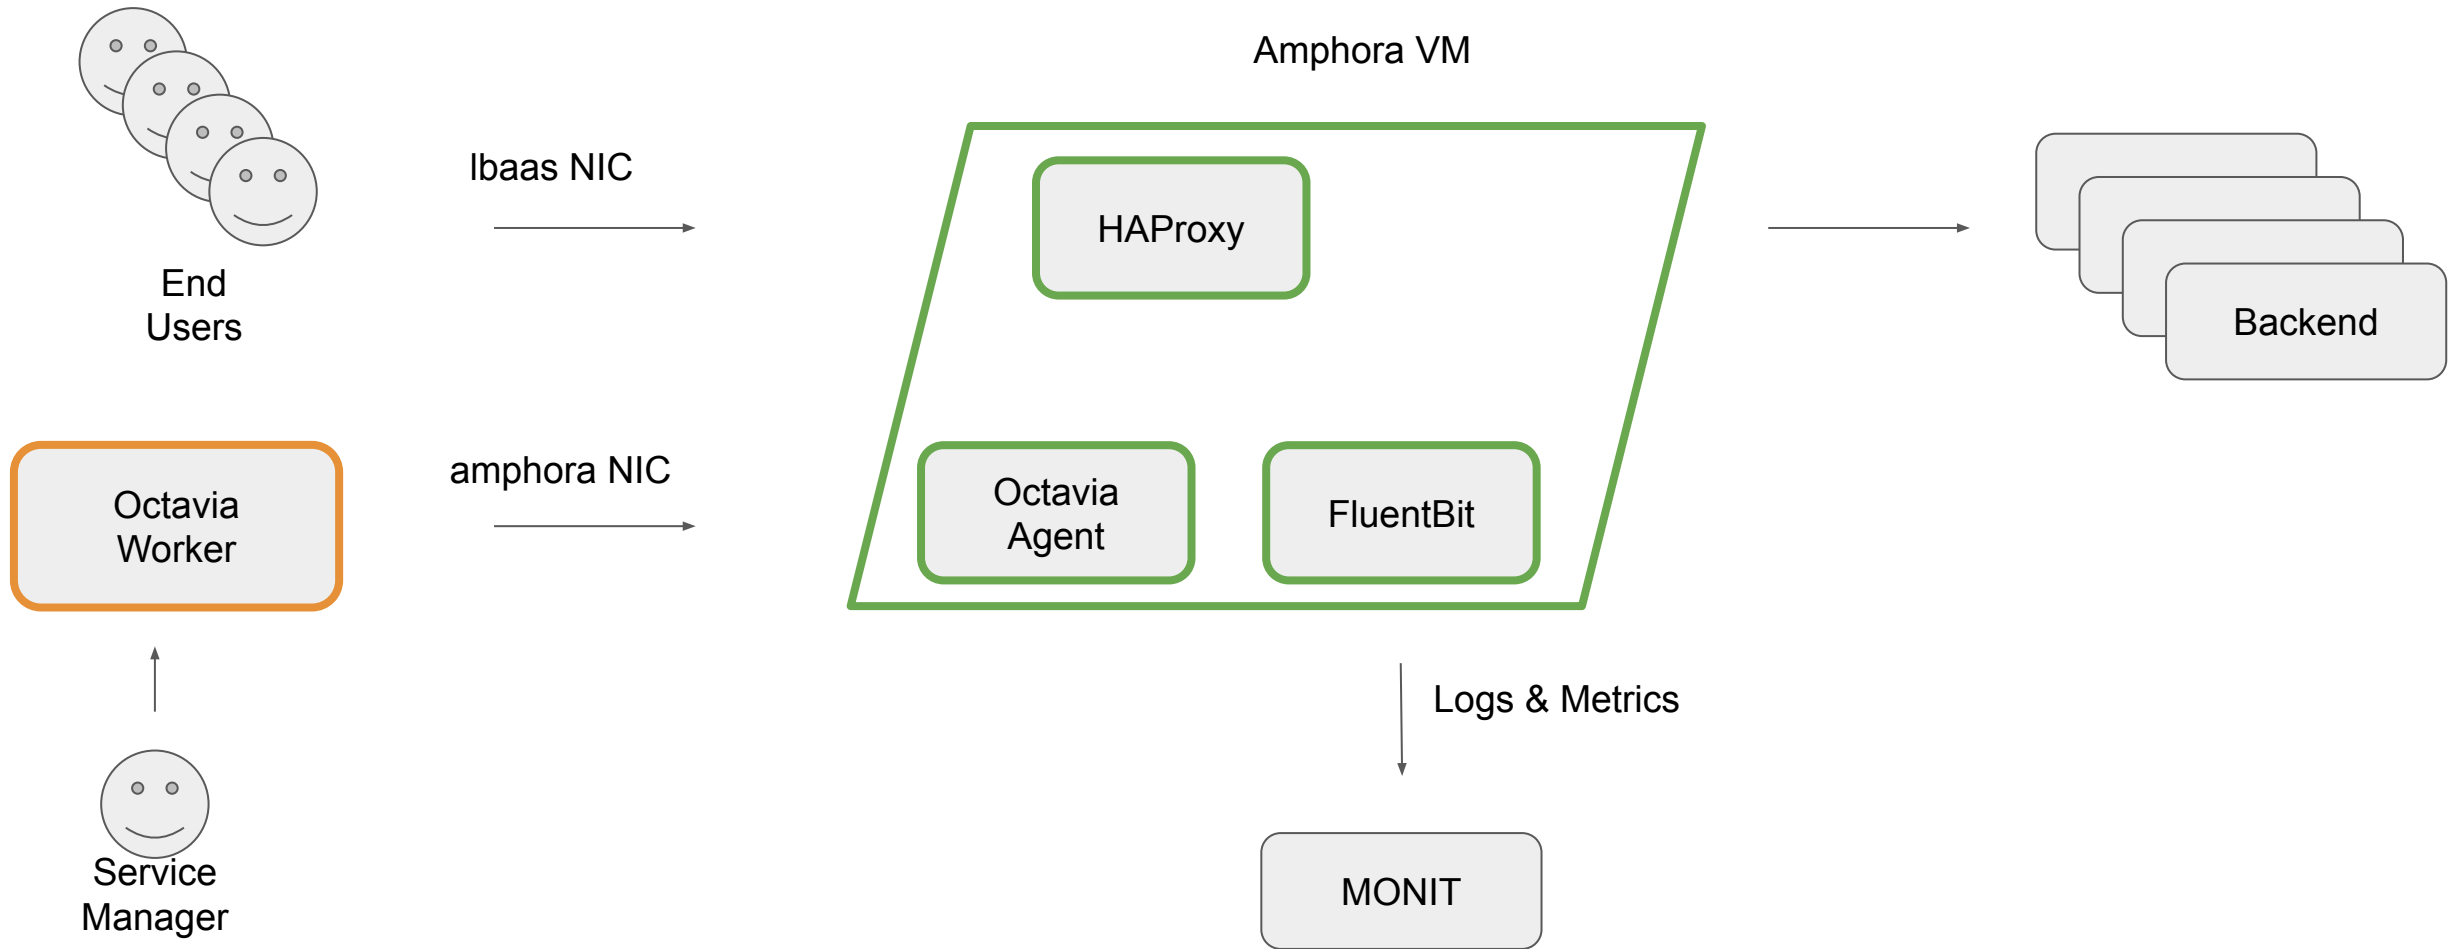 Amphora VM
lbaas NIC
HAProxy
End
Users
Backend
amphora NIC
Octavia
Worker
Octavia
Agent
FluentBit
Logs & Metrics
Service
Manager
MONIT